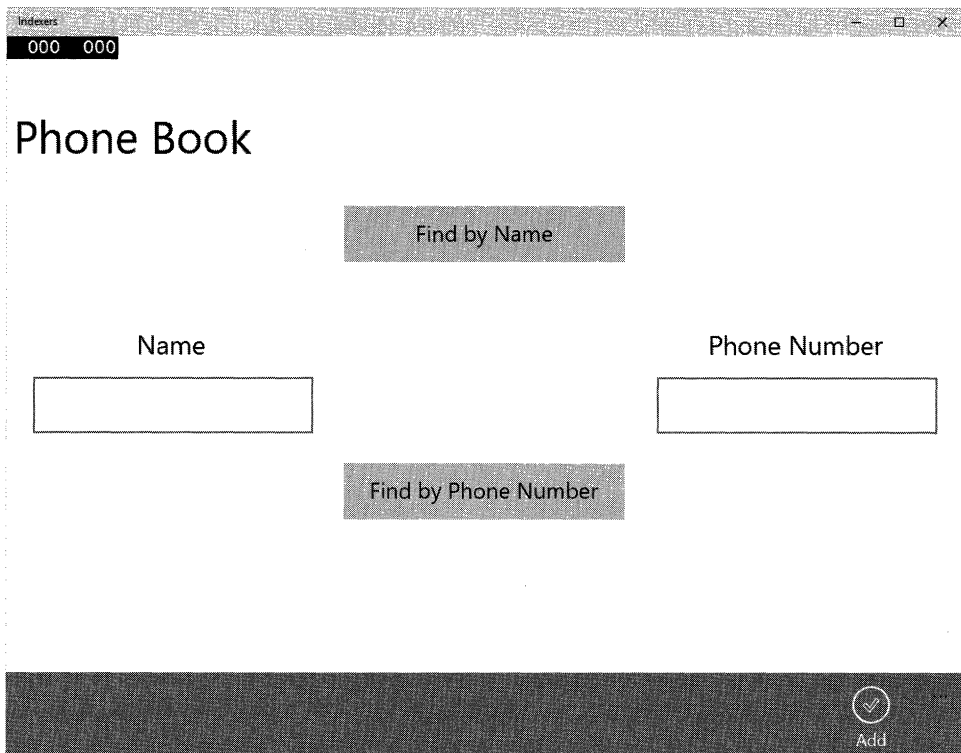 Indexers
000 000
Phone Book
Find by Name
Name
Phone Number
Find by Phone Number
Add